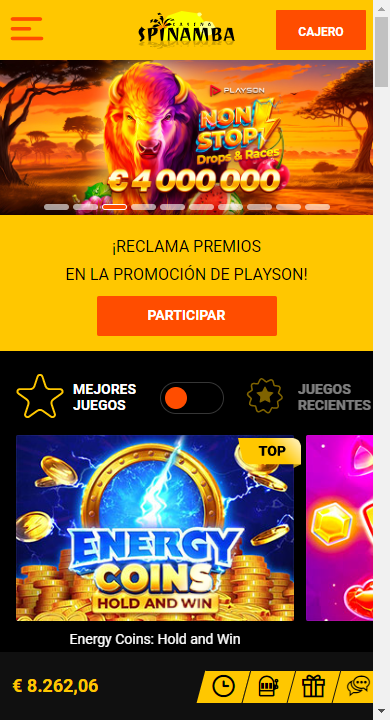 CASINO
SPINAMBA
CAJERO
PLAYSON
NON
STOP
Drops & Races
€4 000 000
¡RECLAMA PREMIOS
EN LA PROMOCIÓN DE PLAYSON!
PARTICIPAR
MEJORES
JUEGOS
JUEGOS
RECIENTES
TOP
ENERGY
COINS
HOLD AND WIN
Energy Coins: Hold and Win
€ 8.262,06